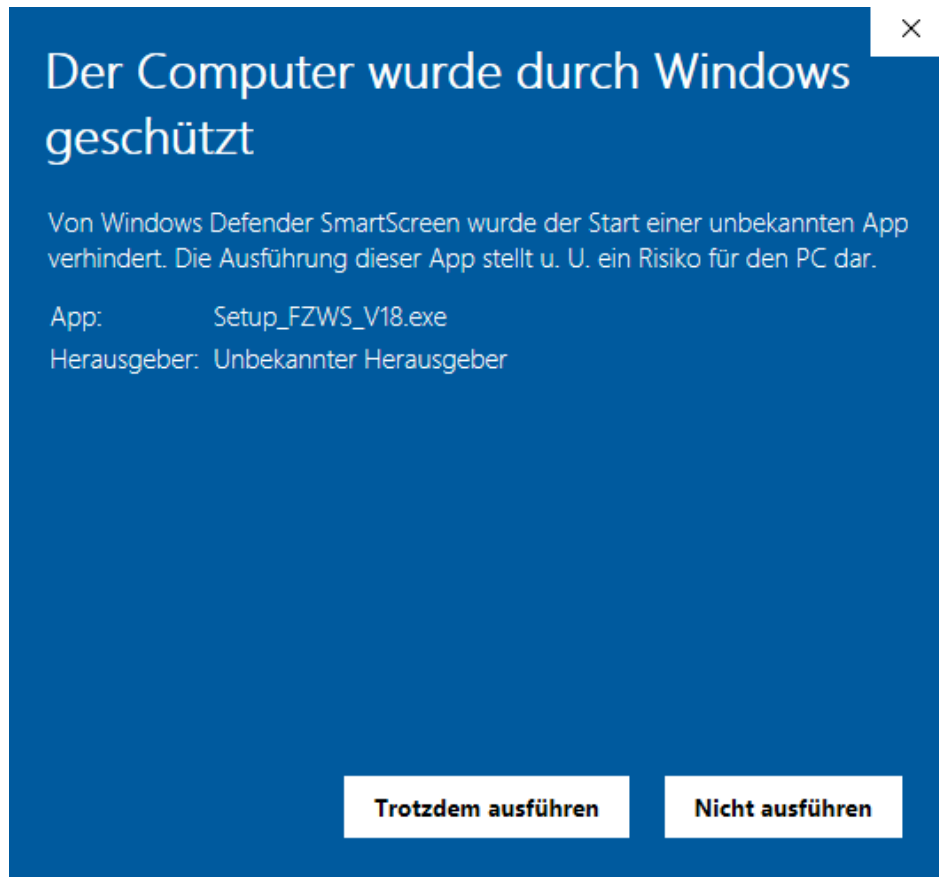 Der Computer wurde durch Windows
geschützt
Von Windows Defender SmartScreen wurde der Start einer unbekannten App
verhindert. Die Ausführung dieser App stellt u. U. ein Risiko für den PC dar.
App: Setup_FZWS_V18.exe
Herausgeber: Unbekannter Herausgeber
Trotzdem ausführen Nicht ausführen